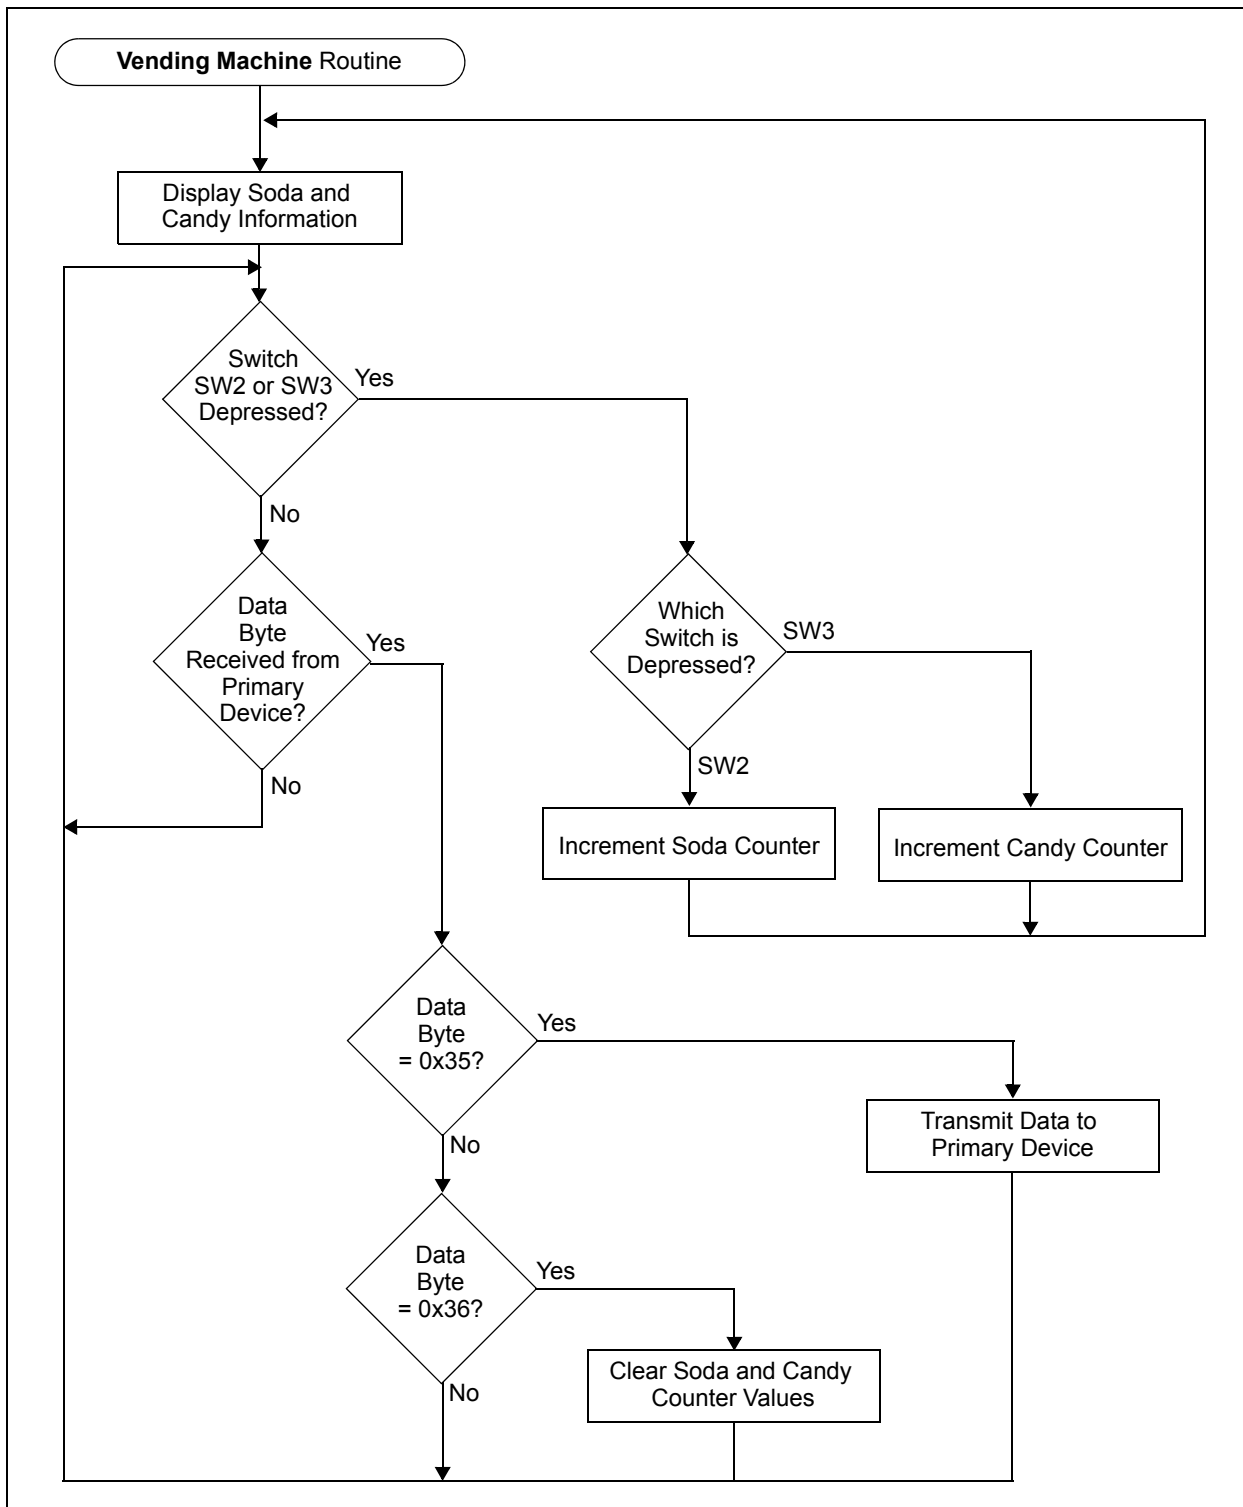 Vending Machine Routine
Display Soda and
Candy Information
Switch
SW2 or SW3
Depressed?
Yes
No
Data
Byte
Received from
Primary
Device?
Yes
No
Which
Switch is
Depressed?
SW3
SW2
Increment Soda Counter
Increment Candy Counter
Data
Byte
= 0x35?
Yes
No
Transmit Data to
Primary Device
Data
Byte
= 0x36?
Yes
No
Clear Soda and Candy
Counter Values